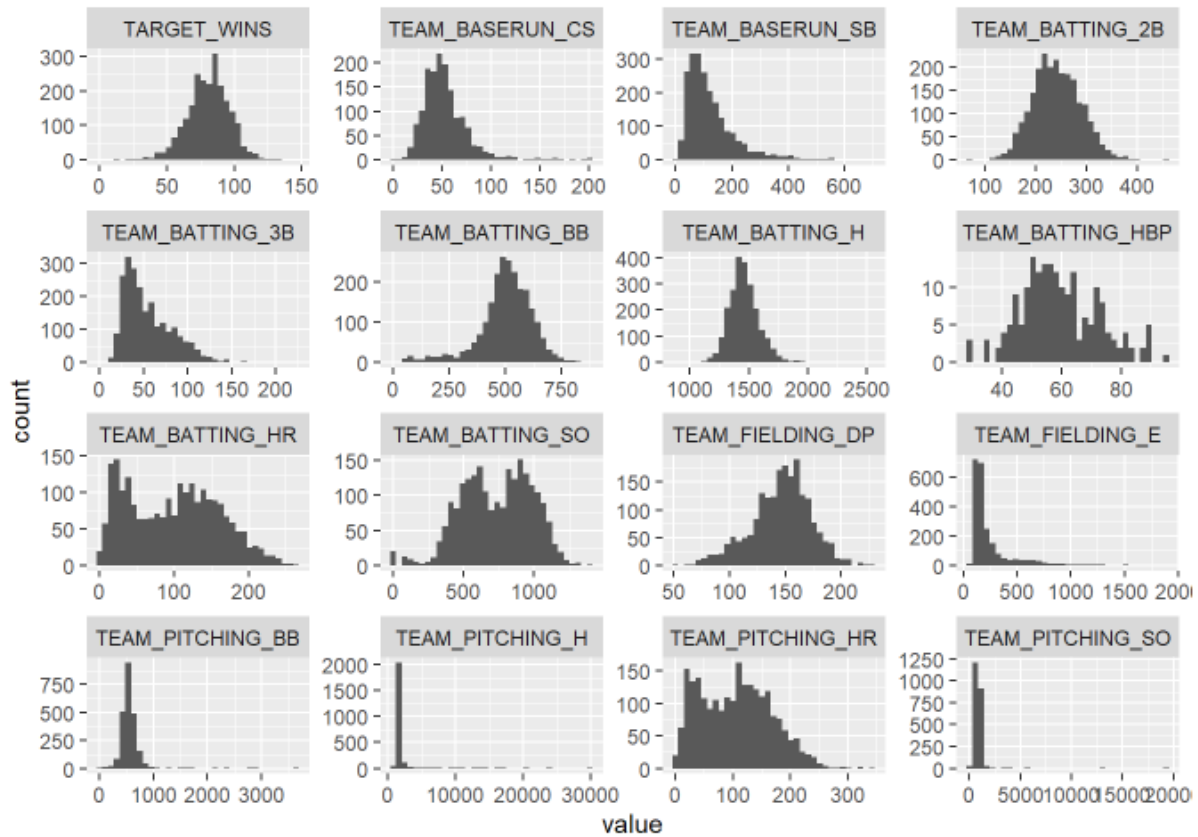 TARGET_WINS TEAM_BASERUN_CS TEAM_BASERUN_SB TEAM_BATTING_2B
300 200 100 0
0 50 100 150
200 150 100 50 0
0 50 100 150 200
300 200 100 0
0 200 400 600
200 150 100 50 0
100 200 300 400
TEAM_BATTING_3B TEAM_BATTING_BB TEAM_BATTING_H TEAM_BATTING_HBP
300 200 100 0
0 50 100 150 200
200 100 0
0 250 500 750
400 300 200 100 0
1000 1500 2000 2500
10 5 0
40 60 80
TEAM_BATTING_HR TEAM_BATTING_SO TEAM_FIELDING_DP TEAM_FIELDING_E
150 100 50 0
0 100 200
150 100 50 0
0 500 1000
150 100 50 0
50 100 150 200
600 400 200 0
0 500 1000 1500 2000
TEAM_PITCHING_BB TEAM_PITCHING_H TEAM_PITCHING_HR TEAM_PITCHING_SO
750 500 250 0
0 1000 2000 3000
2000 1500 1000 500 0
0 10000 20000 30000
150 100 50 0
0 100 200 300
1250 1000 750 500 250 0
0 5000 10000 15000 20000
count
value